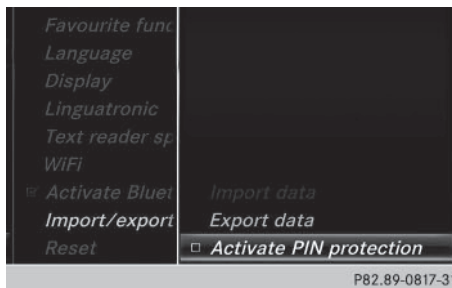 Favourite func
Language
Display
Linguatronic
Text reader sp
WiFi
Activate Bluet
Import/export
Reset
Import data
Export data
Activate PIN protection
P82.89-0817-31